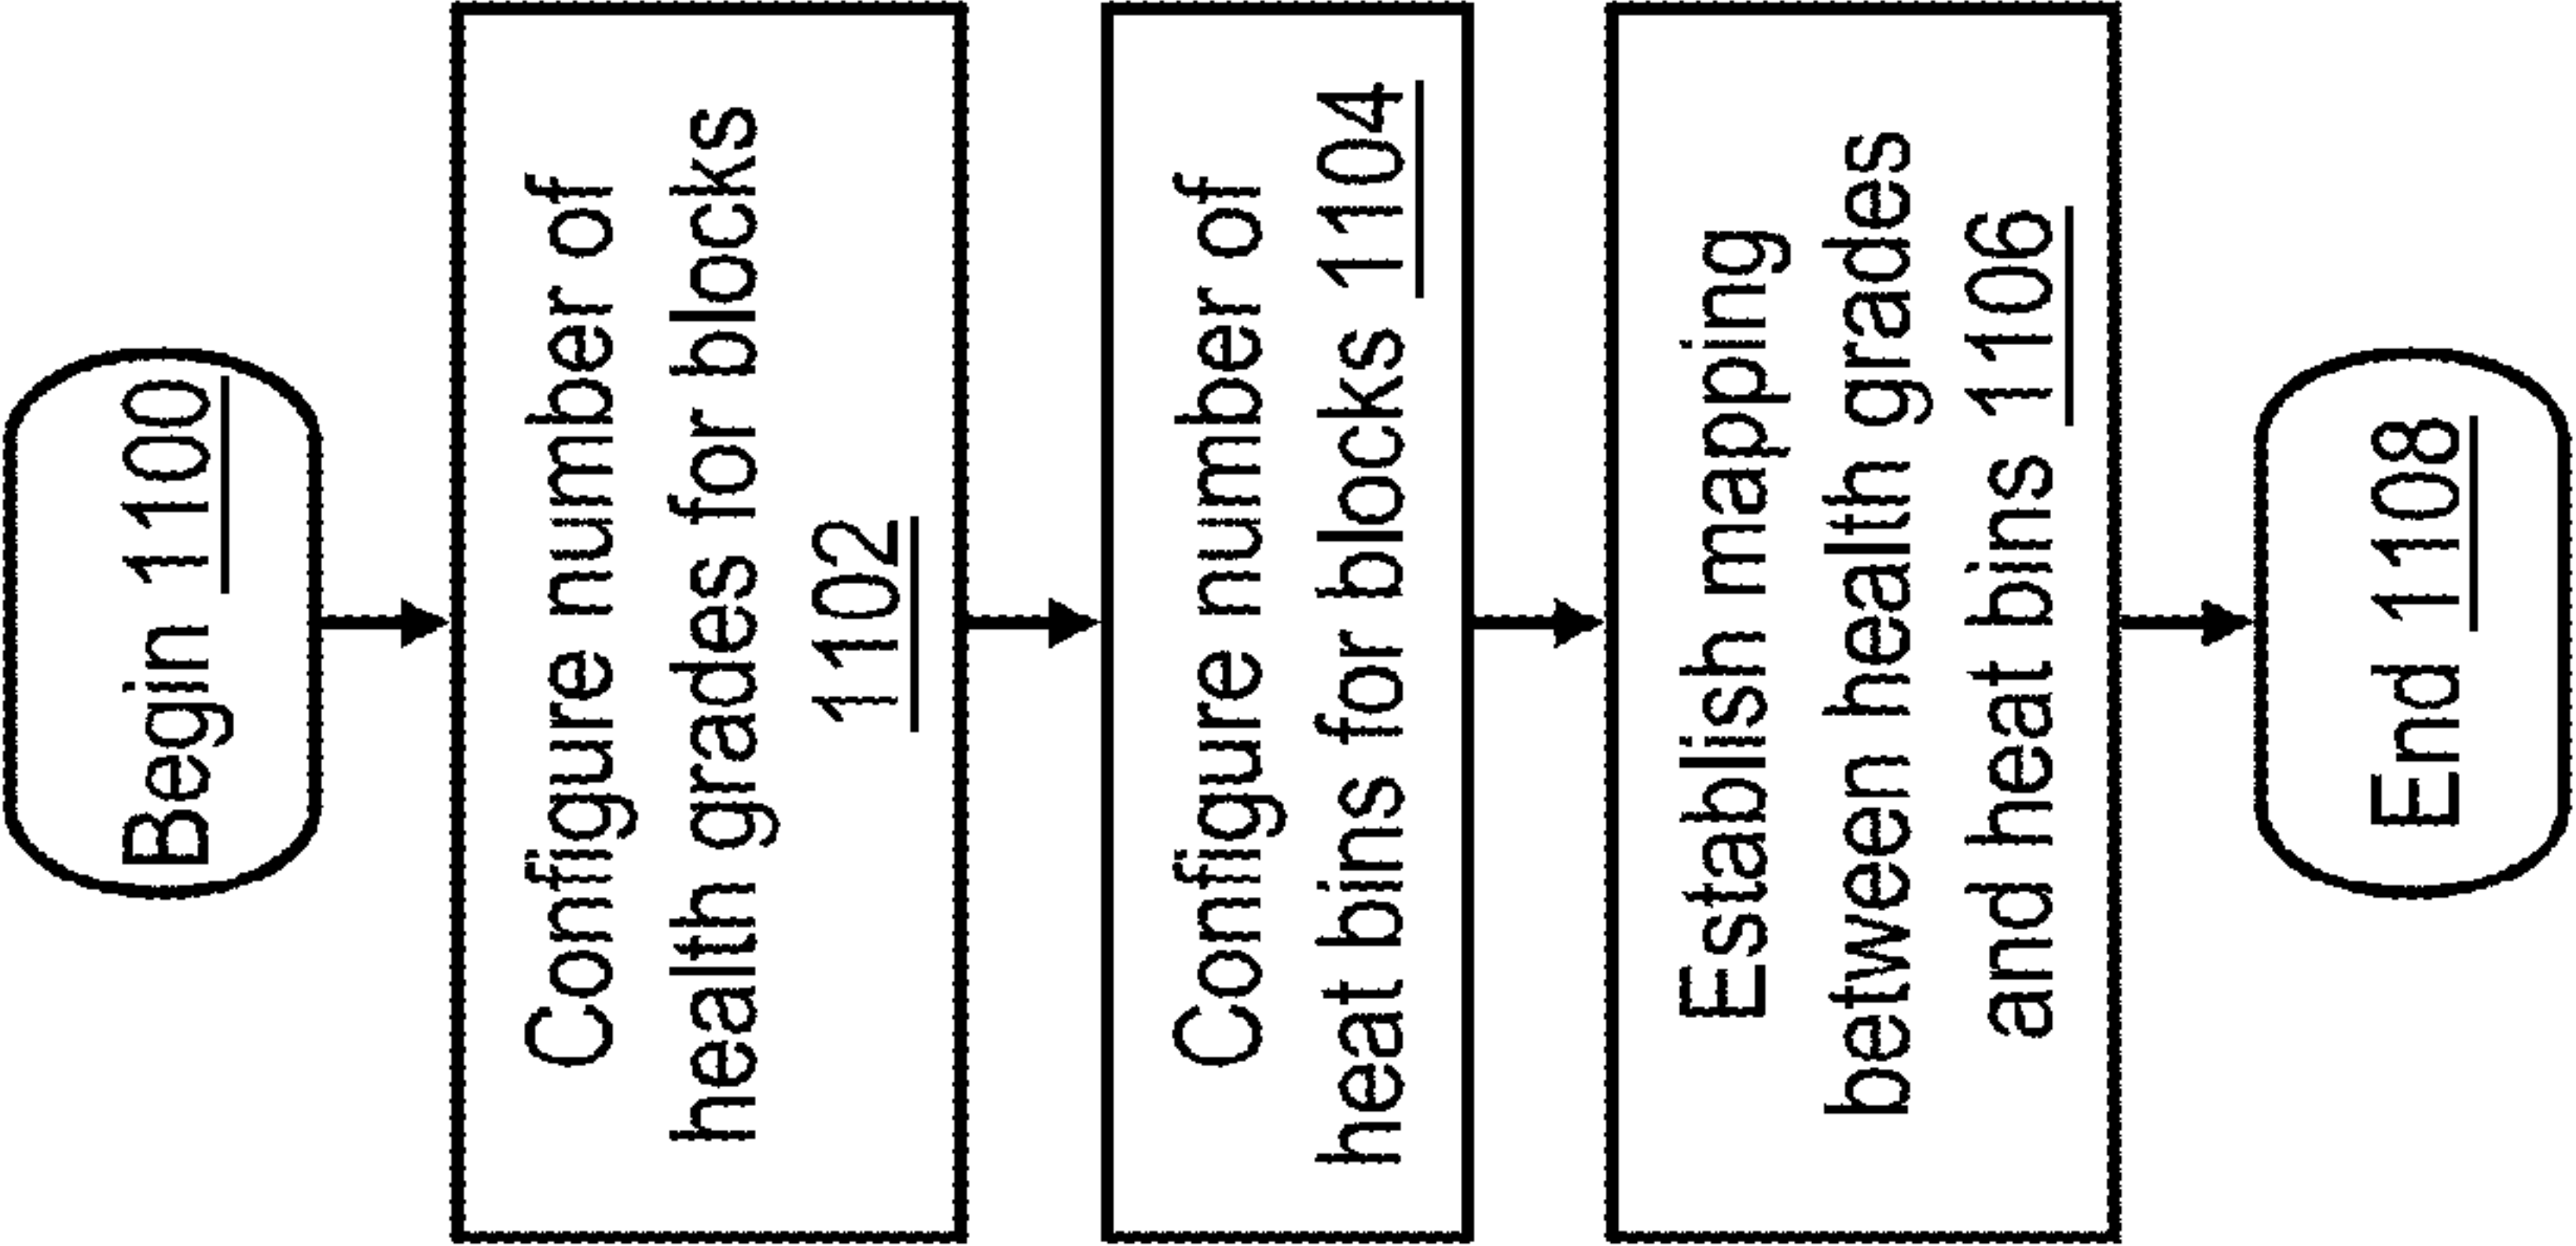 Begin 1100
Configure number of
health grades for blocks
1102
Configure number of
heat bins for blocks 1104
Establish mapping
between health grades
and heat bins 1106
End 1108